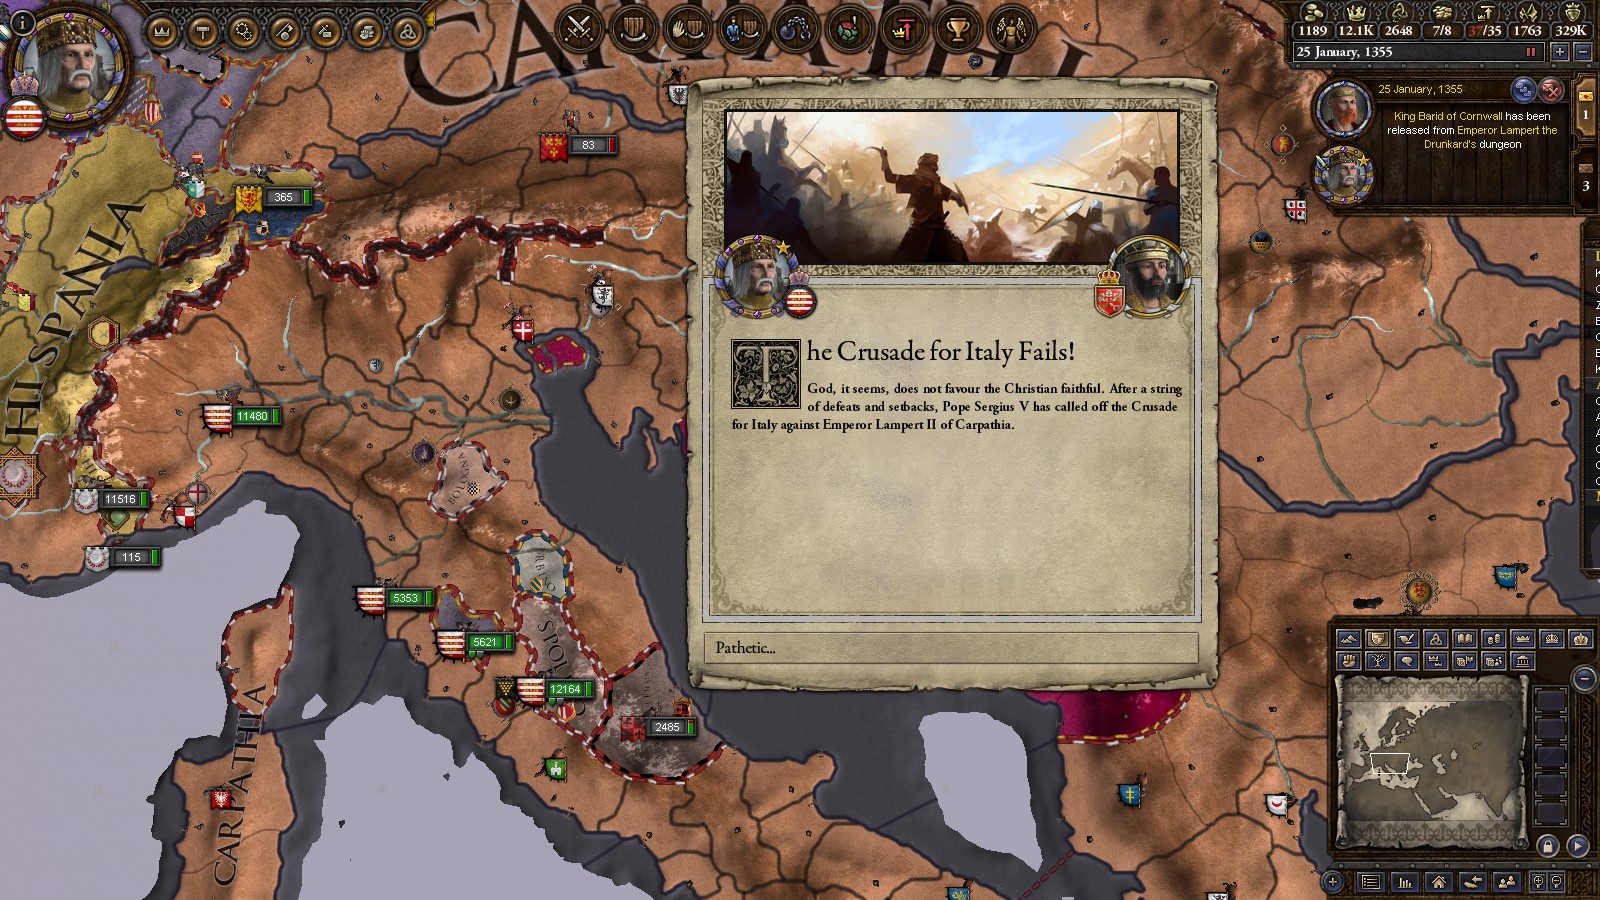 1189 12.1K 2648 7/8 37/35 1763 329K
25 January, 1355
25 January, 1355
King Barid of Cornwall has been
released from Emperor Lampert the
Drunkard's dungeon
1
3
CARPATHI
HISPANIA
83
365
The Crusade for Italy Fails!
God, it seems, does not favour the Christian faithful. After a string
of defeats and setbacks, Pope Sergius V has called off the Crusade
for Italy against Emperor Lampert II of Carpathia.
Pathetic...
11480
11516
115
5353
5621
12164
2485
BOLOGNA
CARPATHIA